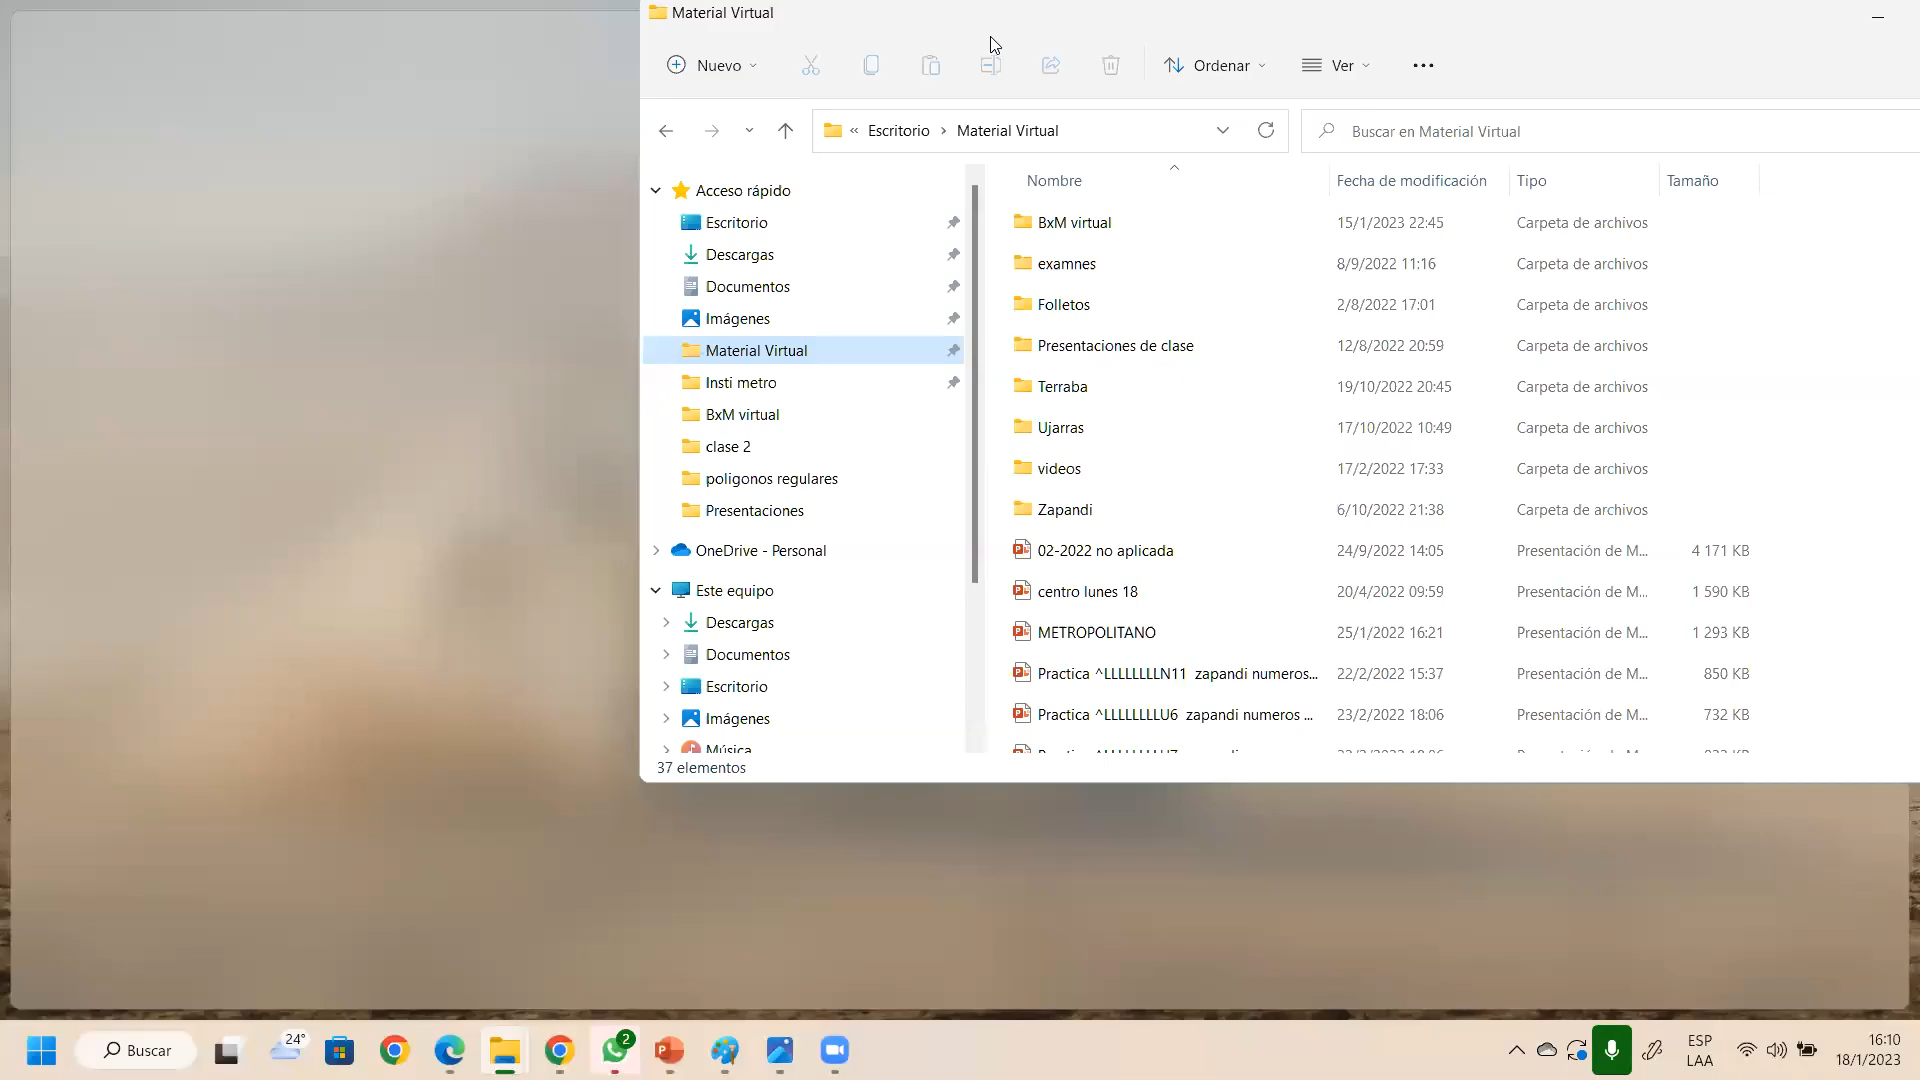 Material Virtual
Nuevo
Ordenar
Ver
« Escritorio › Material Virtual
Buscar en Material Virtual
Nombre Fecha de modificación Tipo Tamaño
Acceso rápido
Escritorio
Descargas
Documentos
Imágenes
Material Virtual
Insti metro
BxM virtual
clase 2
poligonos regulares
Presentaciones
OneDrive - Personal
Este equipo
Descargas
Documentos
Escritorio
Imágenes
Música
BxM virtual 15/1/2023 22:45 Carpeta de archivos
examnes 8/9/2022 11:16 Carpeta de archivos
Folletos 2/8/2022 17:01 Carpeta de archivos
Presentaciones de clase 12/8/2022 20:59 Carpeta de archivos
Terraba 19/10/2022 20:45 Carpeta de archivos
Ujarras 17/10/2022 10:49 Carpeta de archivos
videos 17/2/2022 17:33 Carpeta de archivos
Zapandi 6/10/2022 21:38 Carpeta de archivos
02-2022 no aplicada 24/9/2022 14:05 Presentación de M... 4 171 KB
centro lunes 18 20/4/2022 09:59 Presentación de M... 1 590 KB
METROPOLITANO 25/1/2022 16:21 Presentación de M... 1 293 KB
Practica ^LLLLLLLLN11 zapandi numeros... 22/2/2022 15:37 Presentación de M... 850 KB
Practica ^LLLLLLLLU6 zapandi numeros ... 23/2/2022 18:06 Presentación de M... 732 KB
37 elementos
Buscar
24°
2
ESP
LAA
16:10
18/1/2023